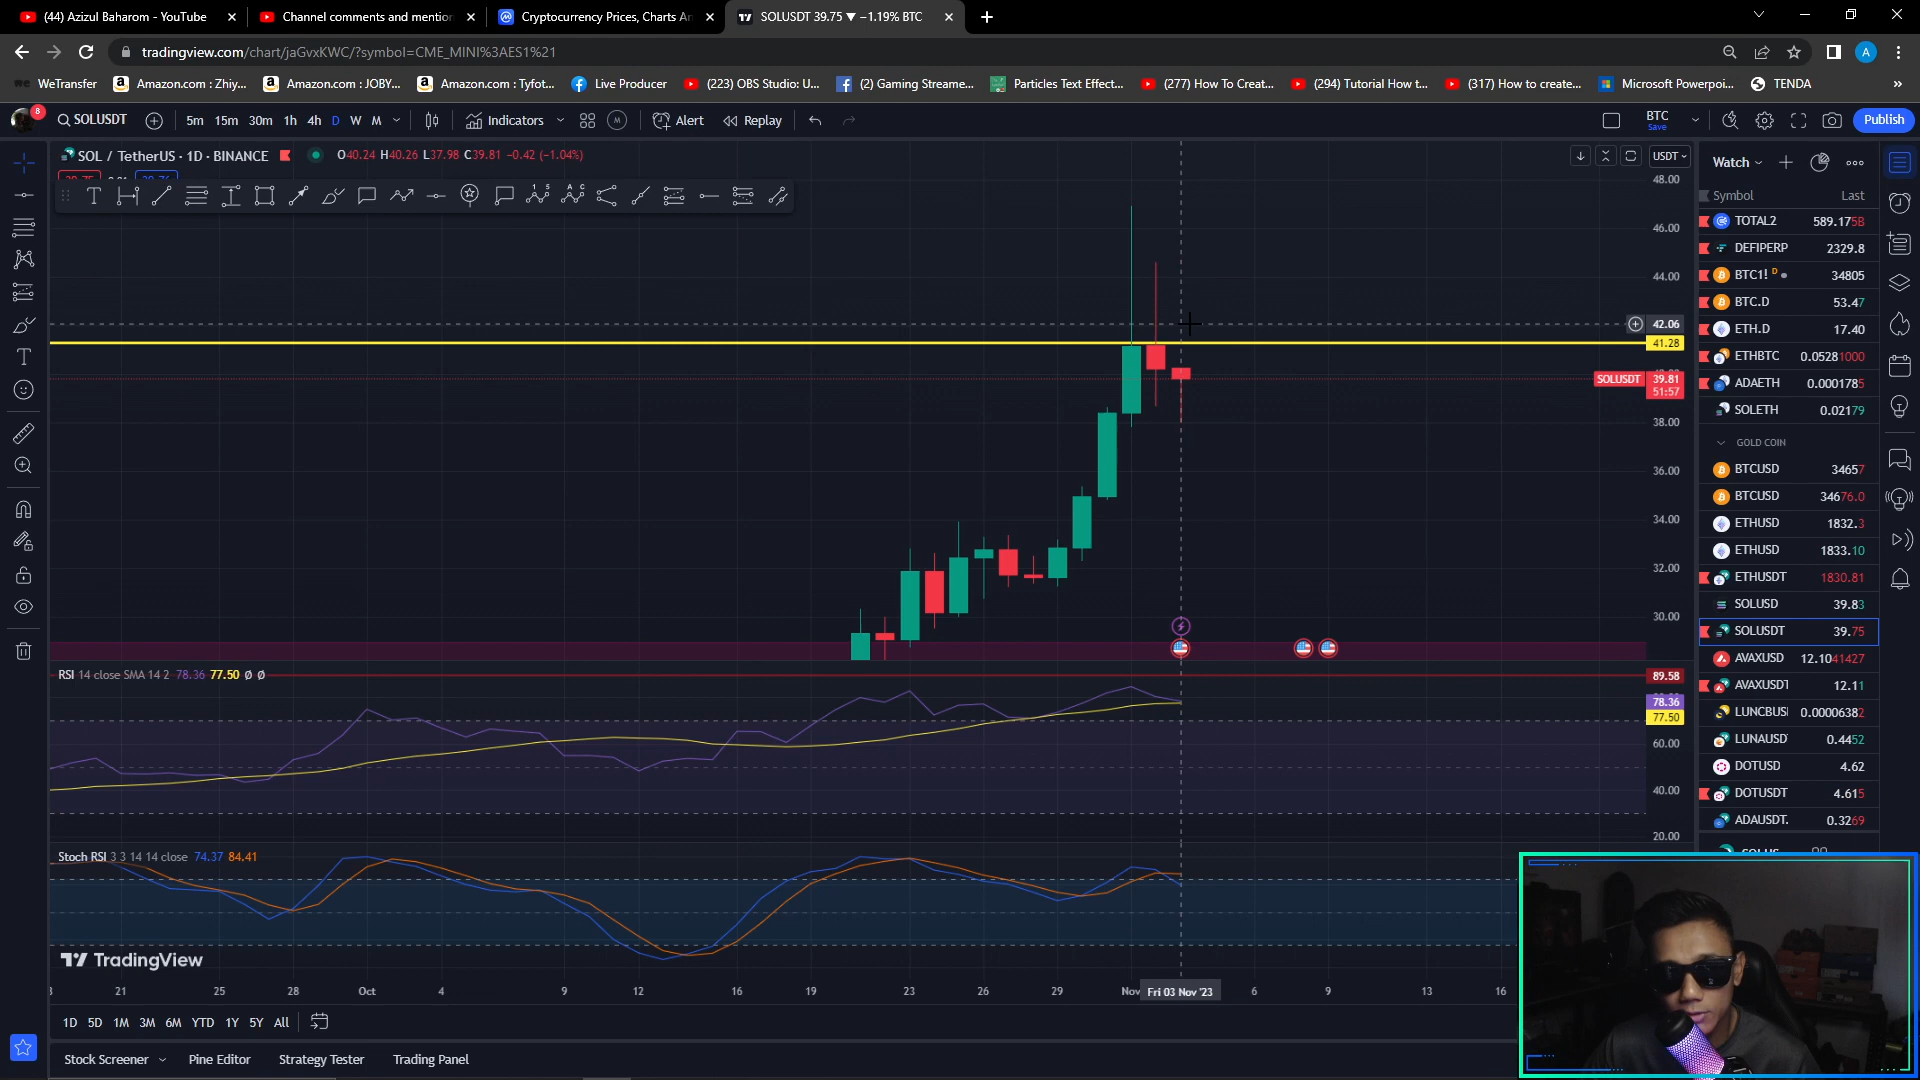 (44) Azizul Baharom - YouTube
Channel comments and mention
Cryptocurrency Prices, Charts An
SOLUSDT 39.75 ▼ −1.19% BTC
tradingview.com/chart/jaGvxKWC/?symbol=CME_MINI%3AES1%21
A
WeTransfer
Amazon.com : Zhiy...
Amazon.com : JOBY...
Amazon.com : Tyfot...
Live Producer
(223) OBS Studio: U...
(2) Gaming Streame...
Particles Text Effect...
(277) How To Creat...
(294) Tutorial How t...
(317) How to create...
Microsoft Powerpoi...
TENDA
»
8
SOLUSDT
5m 15m 30m 1h 4h D W M
Indicators
M
Alert
Replay
BTC
Save
Publish
SOL / TetherUS · 1D · BINANCE
O40.24 H40.26 L37.98 C39.81 −0.42 (−1.04%)
USDT
48.00
46.00
44.00
42.06
41.28
SOLUSDT 39.81
51:57
38.00
36.00
34.00
32.00
30.00
RSI 14 close SMA 14 2 78.36 77.50 Ø Ø
89.58
78.36
77.50
60.00
40.00
20.00
Stoch RSI 3 3 14 14 close 74.37 84.41
TradingView
21 25 28 Oct 4 9 12 16 19 23 26 29 Nov Fri 03 Nov '23 6 9 13 16
1D 5D 1M 3M 6M YTD 1Y 5Y All
Stock Screener
Pine Editor
Strategy Tester
Trading Panel
Watch
Symbol Last
TOTAL2 589.175B
DEFIPERP 2329.8
BTC1! D 34805
BTC.D 53.47
ETH.D 17.40
ETHBTC 0.05281000
ADAETH 0.0001785
SOLETH 0.02179
GOLD COIN
BTCUSD 34657
BTCUSD 34676.0
ETHUSD 1832.3
ETHUSD 1833.10
ETHUSDT 1830.81
SOLUSD 39.83
SOLUSDT 39.75
AVAXUSD 12.1041427
AVAXUSDT 12.11
LUNCBUSI 0.00006382
LUNAUSD 0.4452
DOTUSD 4.62
DOTUSDT 4.615
ADAUSDT. 0.3269